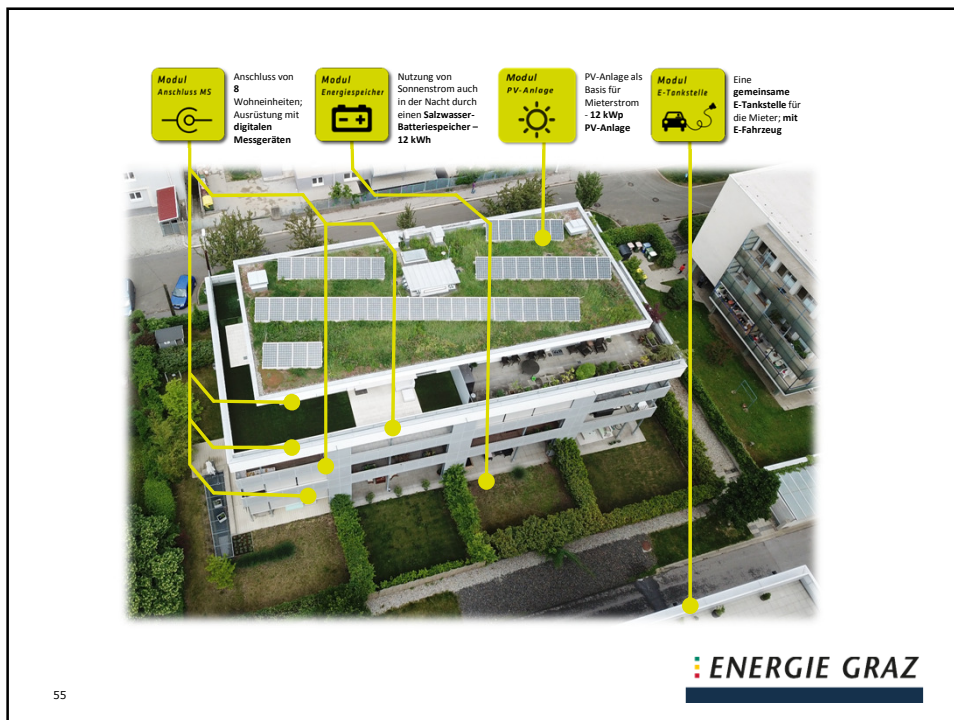 Modul
Anschluss MS
Anschluss von
8
Wohneinheiten;
Ausrüstung mit
digitalen
Messgeräten
Modul
Energiespeicher
Nutzung von
Sonnenstrom auch
in der Nacht durch
einen Salzwasser-
Batteriespeicher –
12 kWh
Modul
PV-Anlage
PV-Anlage als
Basis für
Mieterstrom
- 12 kWp
PV-Anlage
Modul
E-Tankstelle
Eine
gemeinsame
E-Tankstelle für
die Mieter; mit
E-Fahrzeug
ENERGIE GRAZ
55